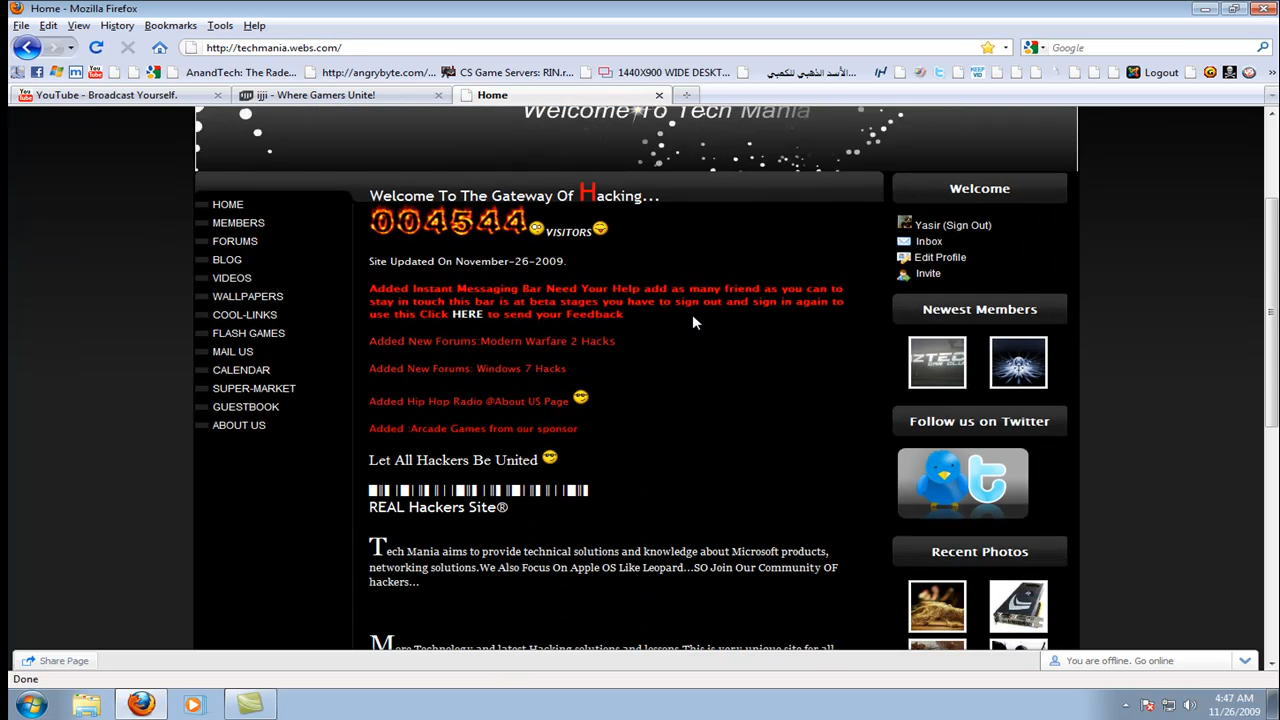 Home - Mozilla Firefox
File Edit View History Bookmarks Tools Help
http://techmania.webs.com/
Google
AnandTech: The Rade...
http://angrybyte.com/...
CS Game Servers: RIN.r...
1440X900 WIDE DESKT...
الأسد الذهبي للكمبي...
Logout
YouTube - Broadcast Yourself.
ijji - Where Gamers Unite!
Home
Welcome To Tech Mania
HOME
MEMBERS
FORUMS
BLOG
VIDEOS
WALLPAPERS
COOL-LINKS
FLASH GAMES
MAIL US
CALENDAR
SUPER-MARKET
GUESTBOOK
ABOUT US
Welcome To The Gateway Of Hacking...
004544 VISITORS
Site Updated On November-26-2009.
Added Instant Messaging Bar Need Your Help add as many friend as you can to
stay in touch this bar is at beta stages you have to sign out and sign in again to
use this Click HERE to send your Feedback
Added New Forums:Modern Warfare 2 Hacks
Added New Forums: Windows 7 Hacks
Added Hip Hop Radio @About US Page
Added :Arcade Games from our sponsor
Let All Hackers Be United
REAL Hackers Site®
Tech Mania aims to provide technical solutions and knowledge about Microsoft products,
networking solutions.We Also Focus On Apple OS Like Leopard...SO Join Our Community OF
hackers...
More Technology and latest Hacking solutions and lessons.This is very unique site for all
Welcome
Yasir (Sign Out)
Inbox
Edit Profile
Invite
Newest Members
Follow us on Twitter
Recent Photos
Share Page
You are offline. Go online
Done
4:47 AM
11/26/2009